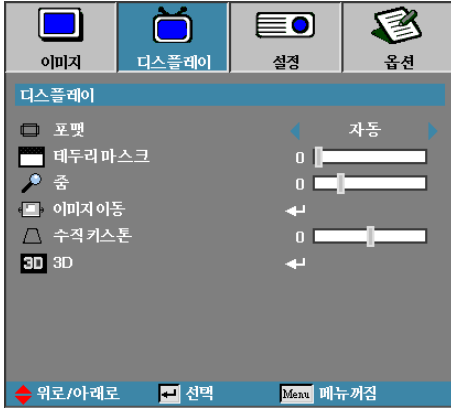 이미지 디스플레이 설정 옵션
디스플레이
포맷 자동
테두리 마스크 0
줌 0
이미지 이동
수직 키스톤 0
3D 3D
위로/아래로 선택 Menu 메뉴꺼짐